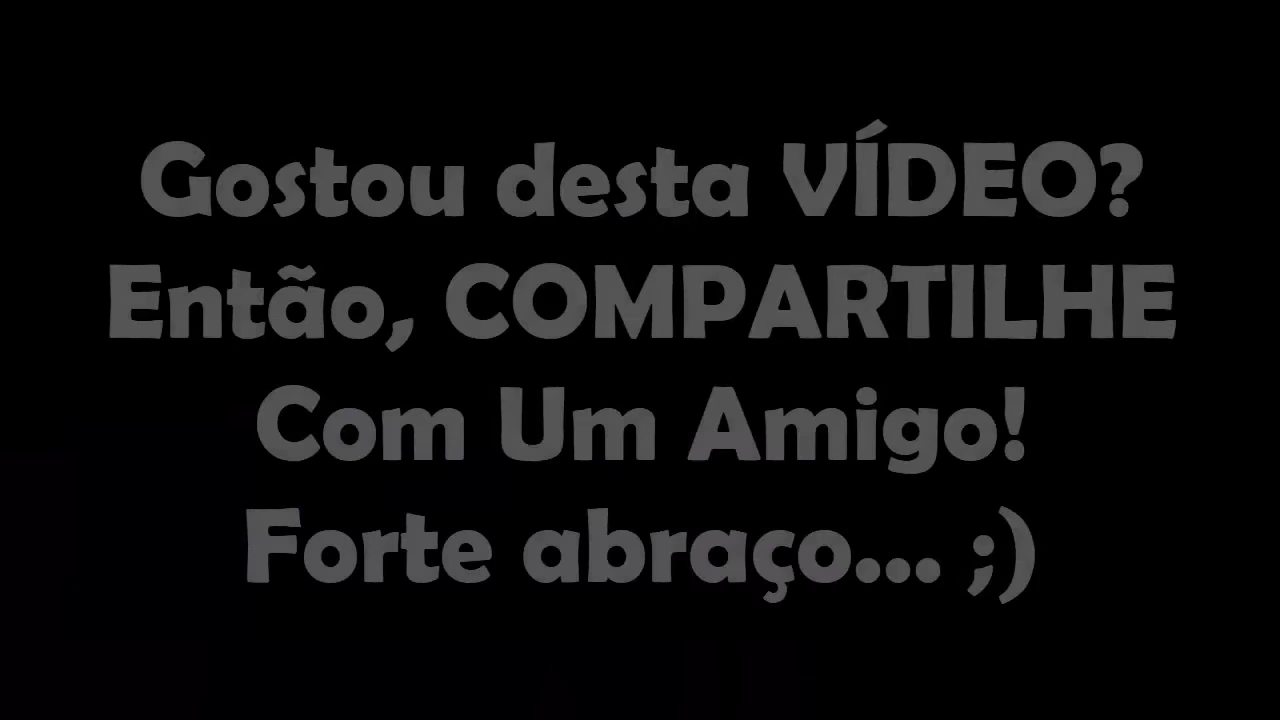 Gostou desta VÍDEO?
Então, COMPARTILHE
Com Um Amigo!
Forte abraço... ;)